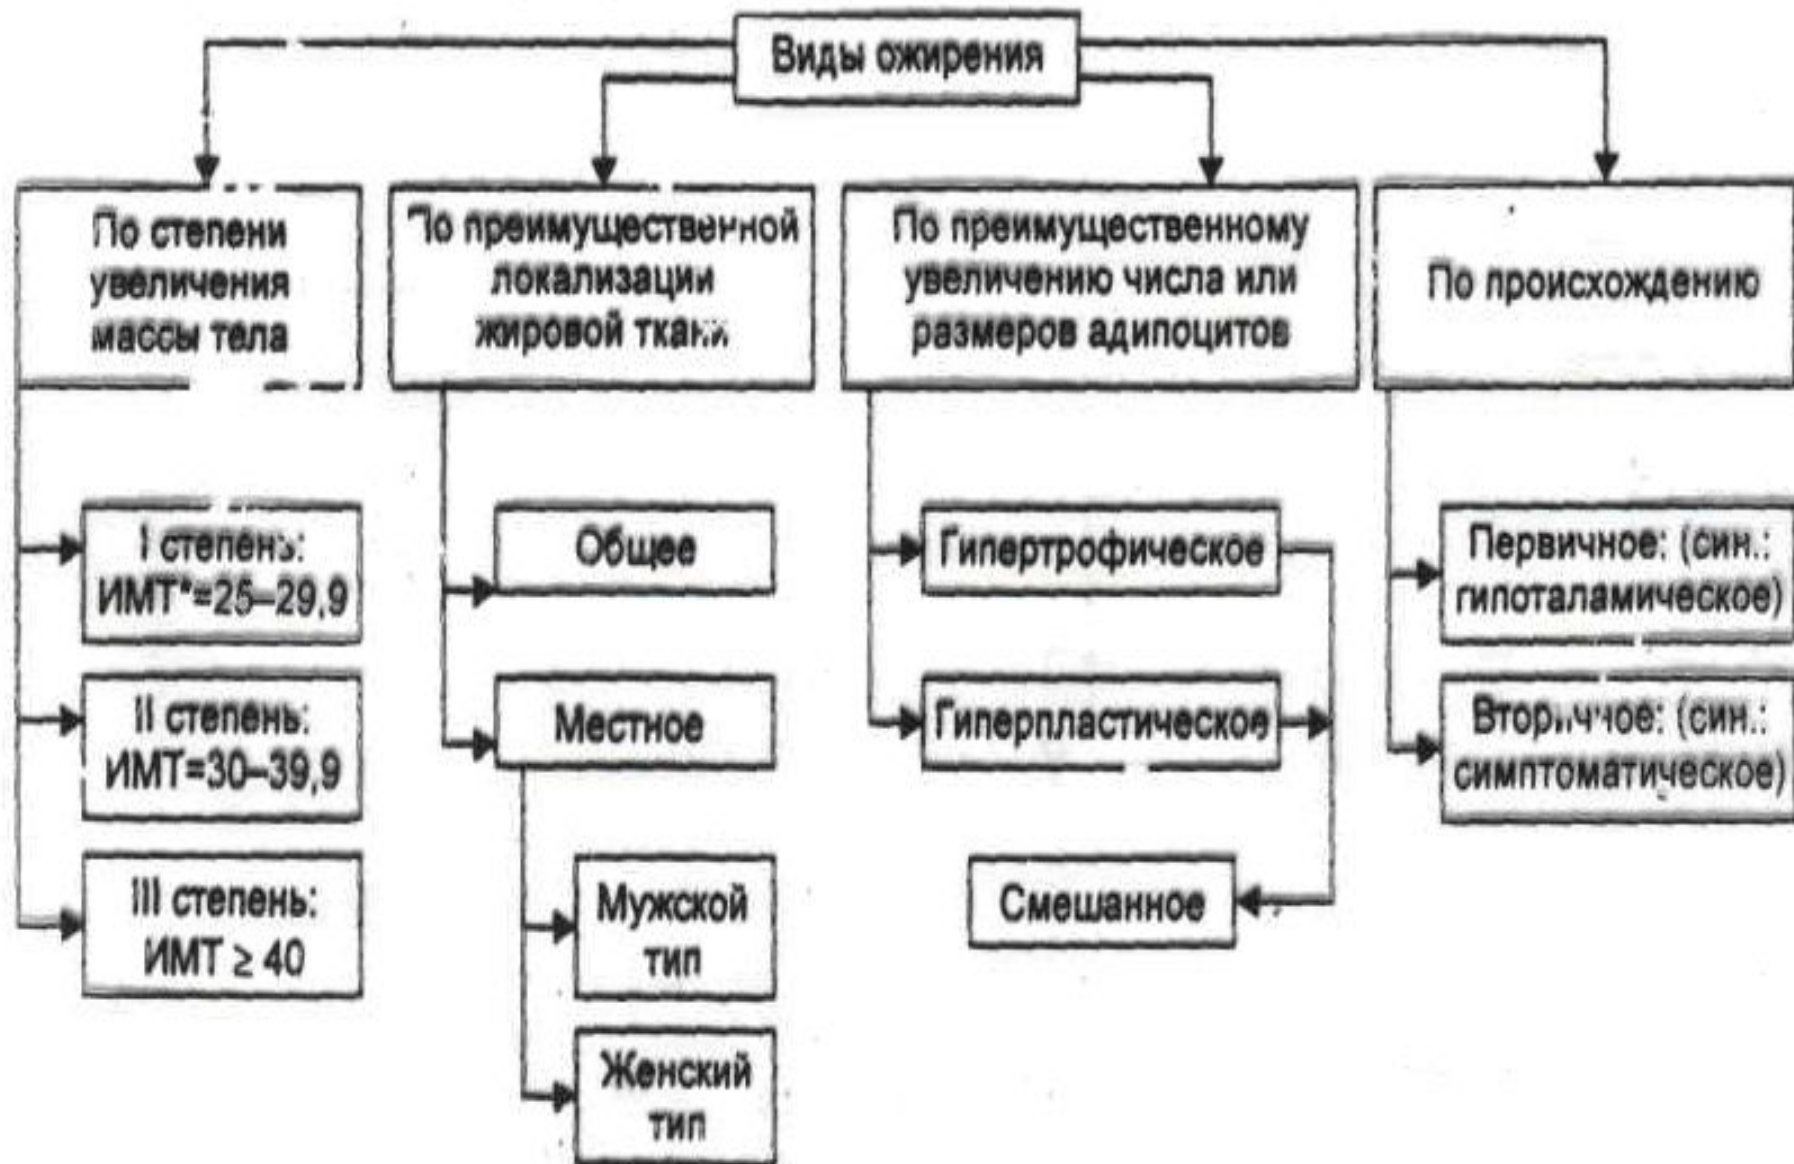 Виды ожирения
По степени
увеличения
массы тела
По преимущественной
локализации
жировой ткани
По преимущественному
увеличению числа или
размеров адипоцитов
По происхождению
I степень:
ИМТ*=25–29,9
II степень:
ИМТ=30–39,9
III степень:
ИМТ ≥ 40
Общее
Местное
Мужской
тип
Женский
тип
Гипертрофическое
Гиперпластическое
Смешанное
Первичное: (син.:
гипоталамическое)
Вторичное: (син.:
симптоматическое)